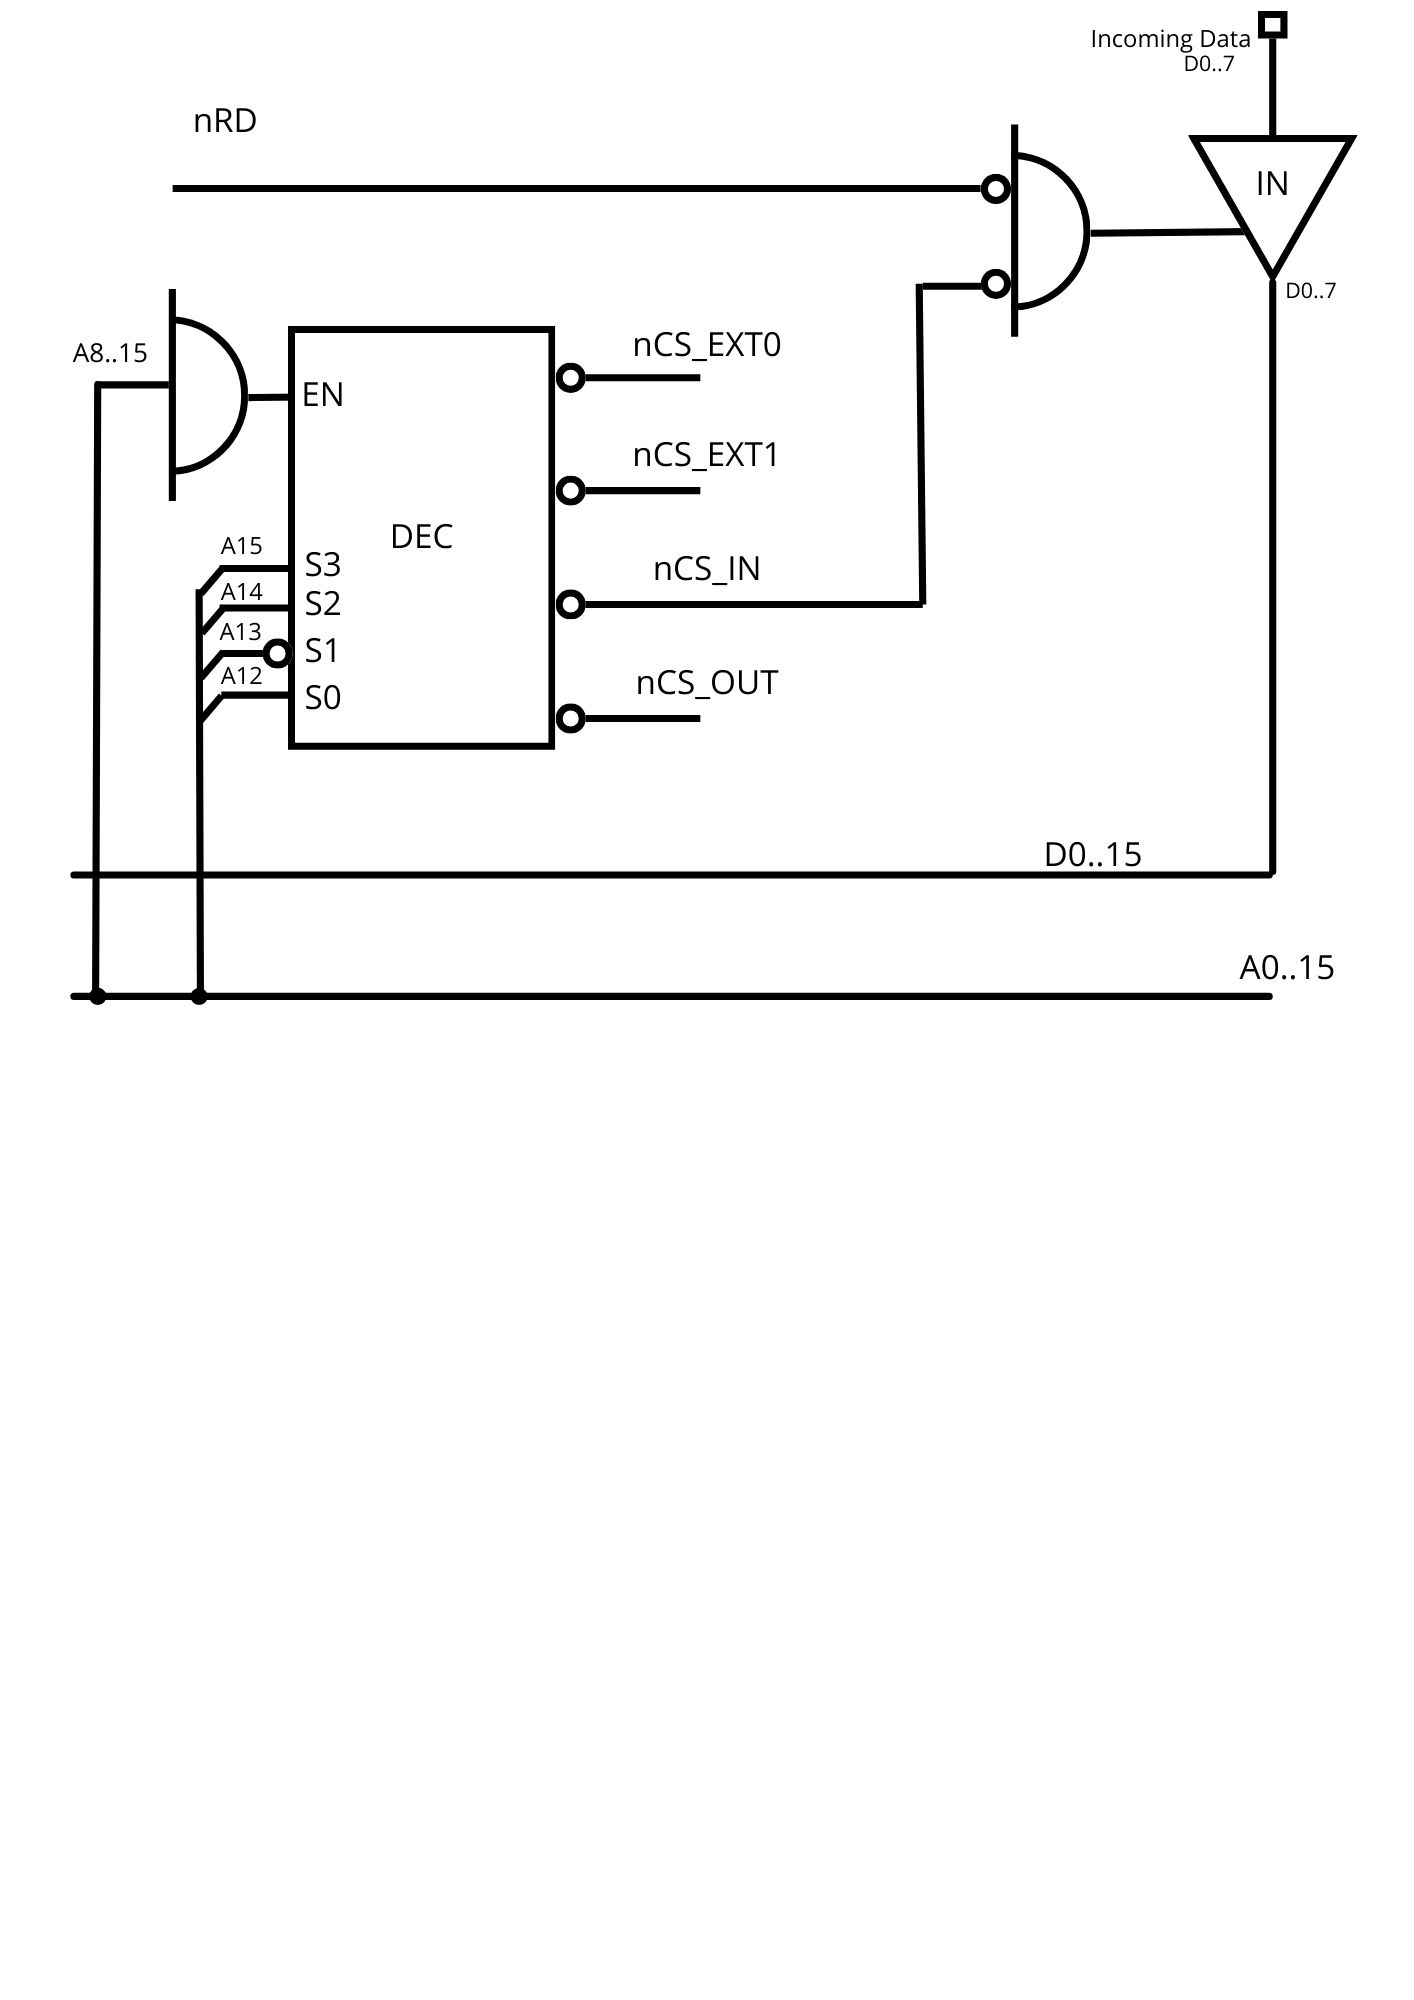 Incoming Data
D0..7
nRD
IN
D0..7
nCS_EXT0
A8..15
EN
nCS_EXT1
DEC
A15
S3
nCS_IN
A14
S2
A13
S1
A12
S0
nCS_OUT
D0..15
A0..15